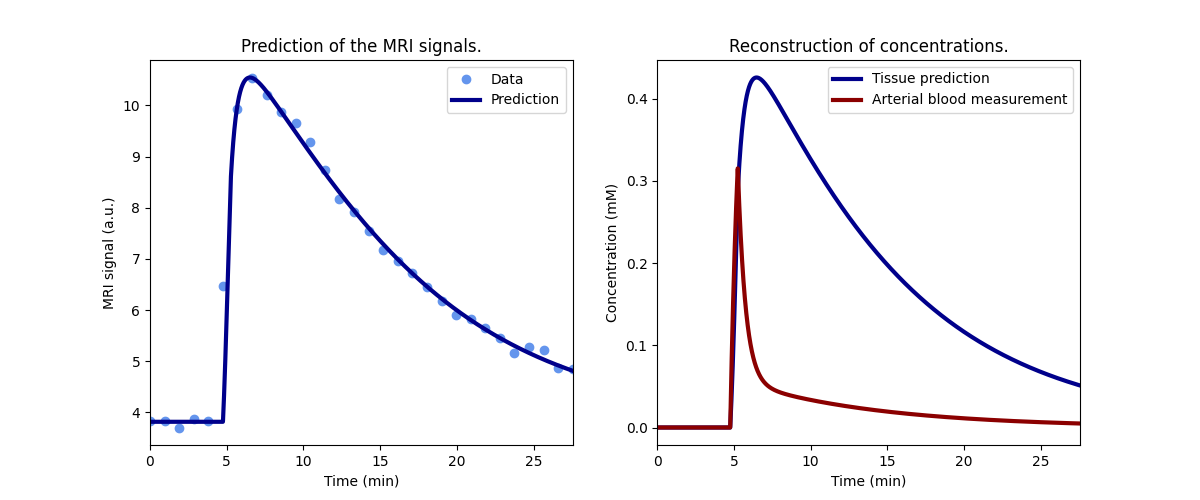 Prediction of the MRI signals.
Data
Prediction
10
9
8
7
6
5
4
MRI signal (a.u.)
0
5
10
15
20
25
Time (min)
Reconstruction of concentrations.
Tissue prediction
Arterial blood measurement
0.4
0.3
0.2
0.1
0.0
Concentration (mM)
0
5
10
15
20
25
Time (min)